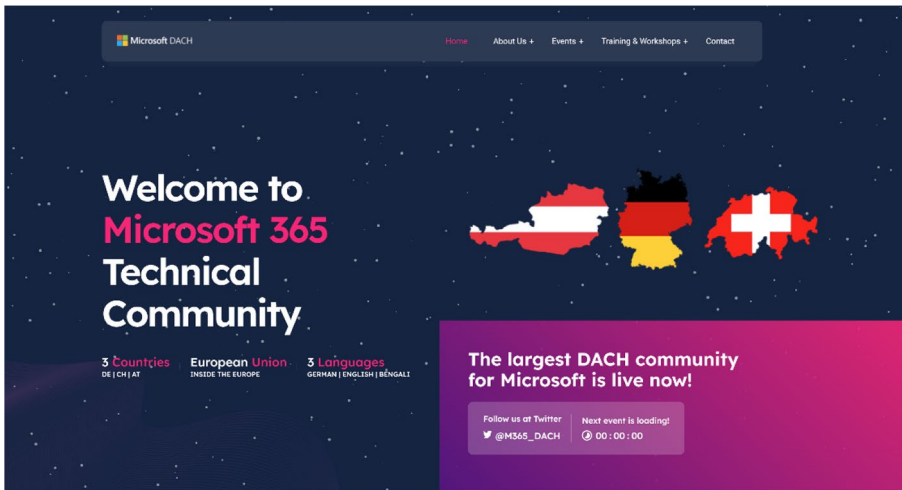 Microsoft DACH
Home About Us + Events + Training & Workshops + Contact
Welcome to
Microsoft 365
Technical
Community
3 Countries
DE | CH | AT
European Union
INSIDE THE EUROPE
3 Languages
GERMAN | ENGLISH | BENGALI
The largest DACH community
for Microsoft is live now!
Follow us at Twitter
@M365_DACH
Next event is loading!
00 : 00 : 00